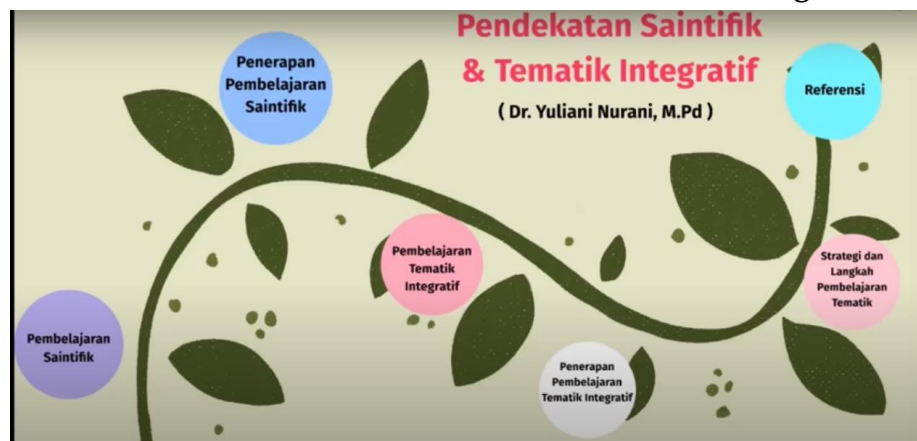 Pendekatan Saintifik
& Tematik Integratif
( Dr. Yuliani Nurani, M.Pd )
Penerapan
Pembelajaran
Saintifik
Referensi
Pembelajaran
Tematik
Integratif
Strategi dan
Langkah
Pembelajaran
Tematik
Pembelajaran
Saintifik
Penerapan
Pembelajaran
Tematik Integratif